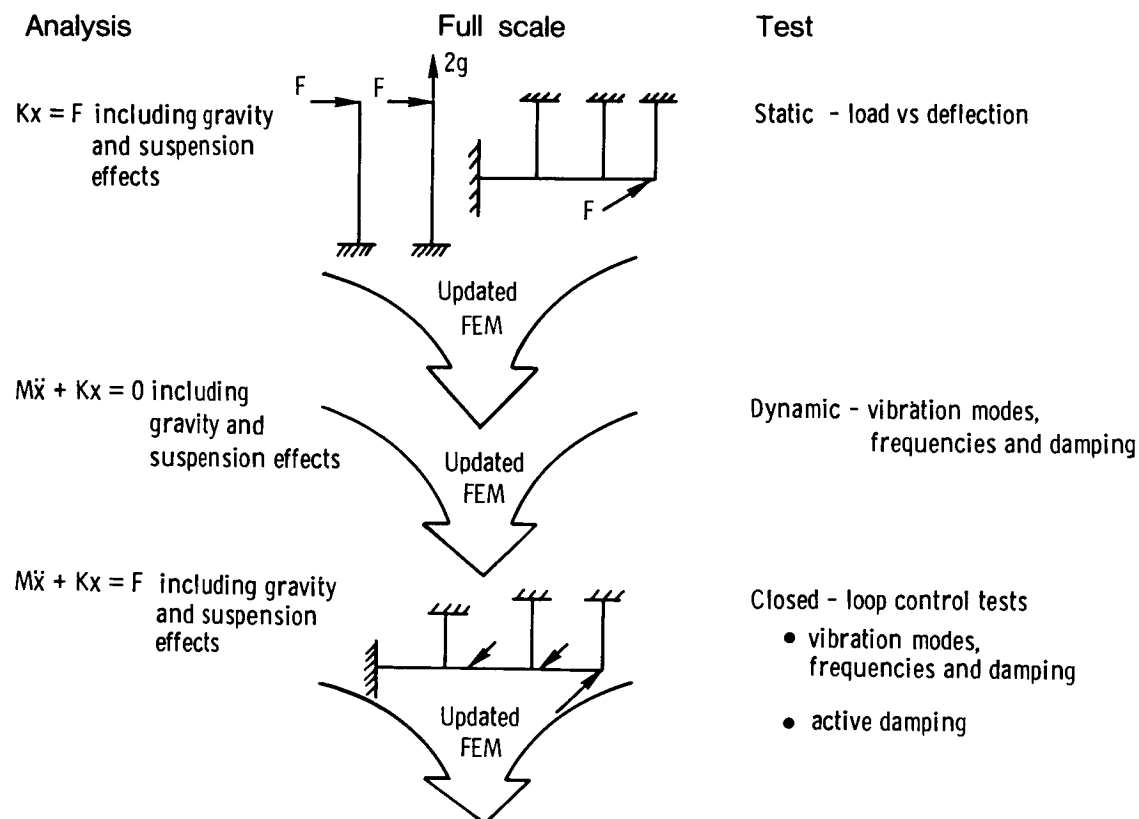 Analysis
Full scale
Test
2g
F
F
Kx = F including gravity
and suspension
effects
F
Static - load vs deflection
Updated
FEM
Mẍ + Kx = 0 including
gravity and
suspension effects
Updated
FEM
Dynamic - vibration modes,
frequencies and damping
Mẍ + Kx = F including gravity
and suspension
effects
Closed - loop control tests
• vibration modes,
frequencies and damping
• active damping
Updated
FEM